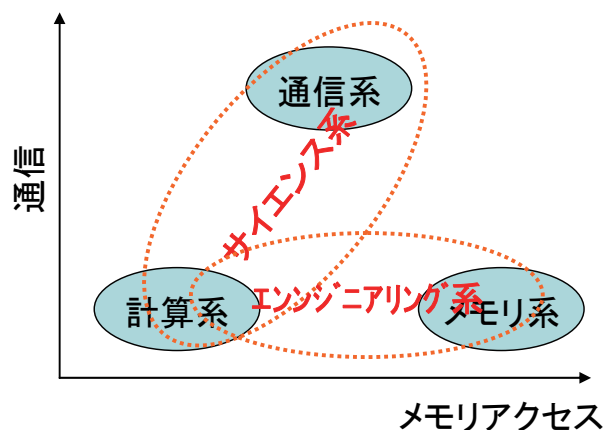 通信系
サイエンス系
通信
計算系
エンジニアリング系
メモリ系
メモリアクセス